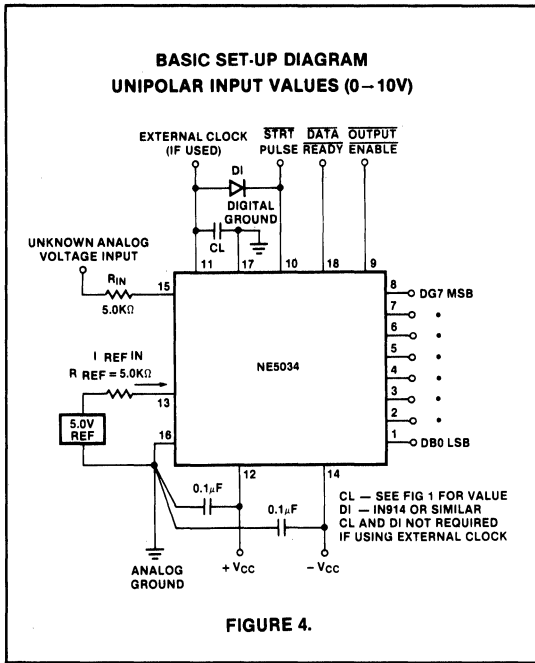 BASIC SET-UP DIAGRAM
UNIPOLAR INPUT VALUES (0→10V)
EXTERNAL CLOCK
(IF USED)
STRT
PULSE
DATA
READY
OUTPUT
ENABLE
DI
DIGITAL
GROUND
CL
11
17
10
18
9
UNKNOWN ANALOG
VOLTAGE INPUT
RIN
5.0KΩ
15
I REF IN
R REF = 5.0KΩ
13
5.0V
REF
16
NE5034
8
DG7 MSB
7
6
5
4
3
2
1
DB0 LSB
12
14
0.1μF
0.1μF
ANALOG
GROUND
+ VCC
− VCC
CL — SEE FIG 1 FOR VALUE
DI — IN914 OR SIMILAR
CL AND DI NOT REQUIRED
IF USING EXTERNAL CLOCK
FIGURE 4.